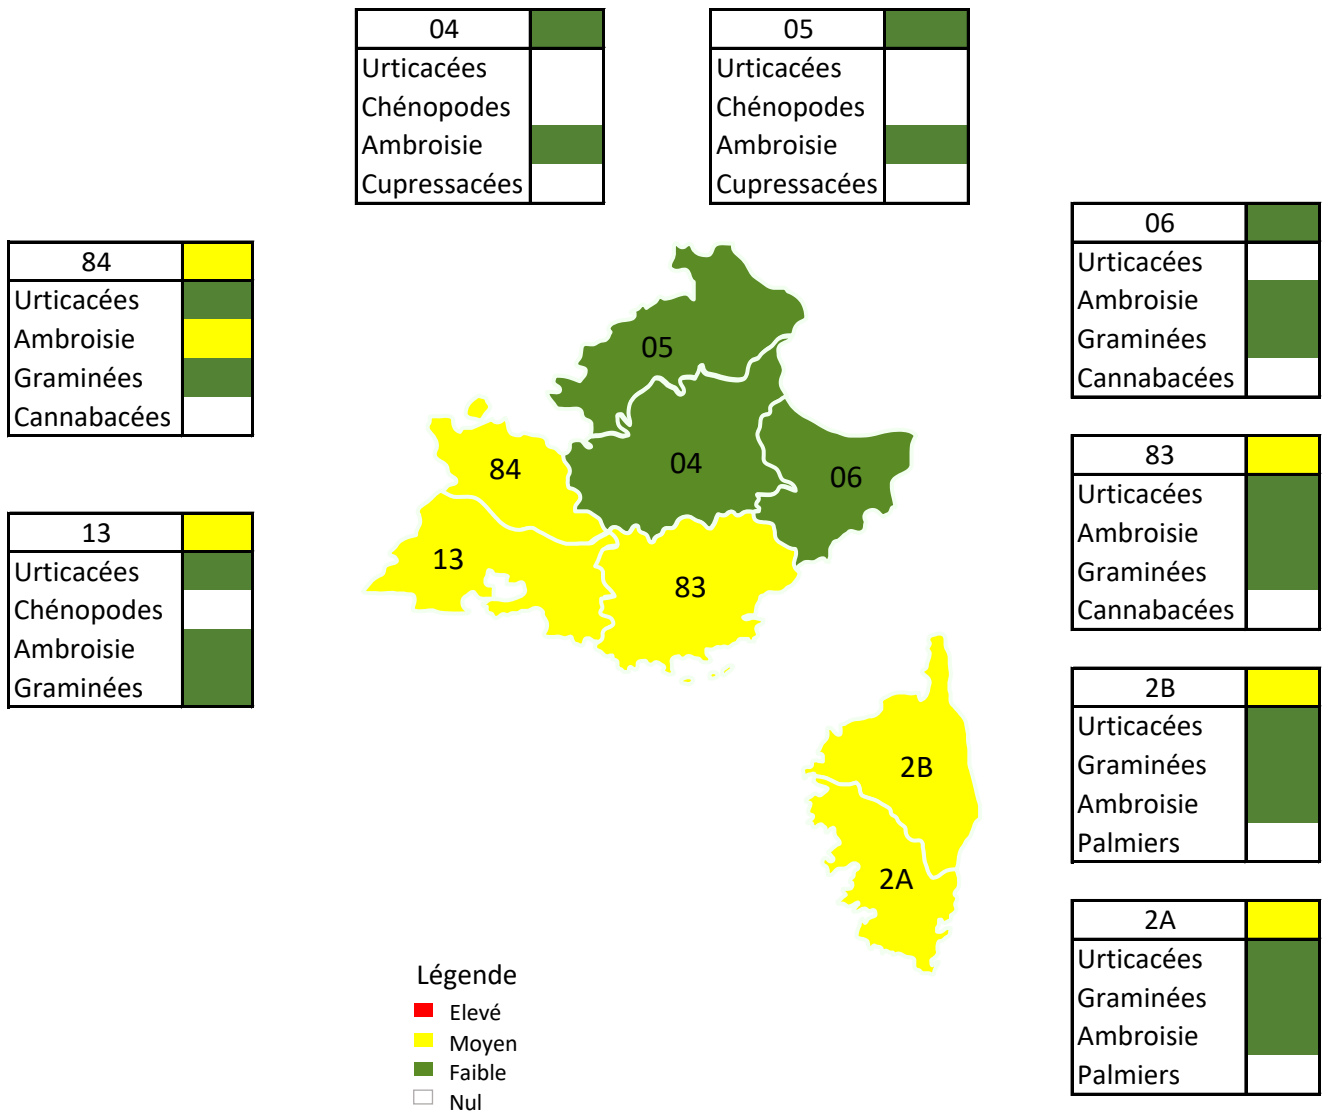 04
Urticacées
Chénopodes
Ambroisie
Cupressacées
05
Urticacées
Chénopodes
Ambroisie
Cupressacées
84
Urticacées
Ambroisie
Graminées
Cannabacées
13
Urticacées
Chénopodes
Ambroisie
Graminées
05
04
06
84
13
83
2B
2A
06
Urticacées
Ambroisie
Graminées
Cannabacées
83
Urticacées
Ambroisie
Graminées
Cannabacées
2B
Urticacées
Graminées
Ambroisie
Palmiers
2A
Urticacées
Graminées
Ambroisie
Palmiers
Légende
Elevé
Moyen
Faible
Nul